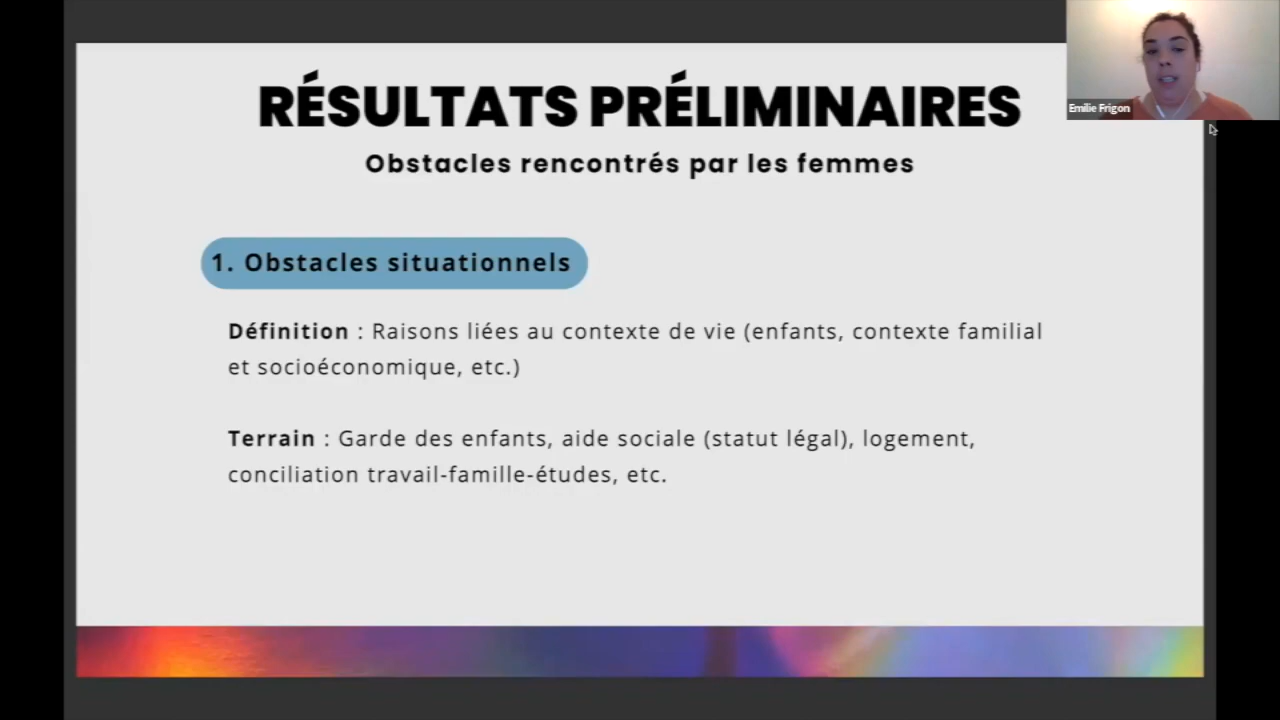 RÉSULTATS PRÉLIMINAIRES
Obstacles rencontrés par les femmes
Emilie Frigon
1. Obstacles situationnels
Définition : Raisons liées au contexte de vie (enfants, contexte familial
et socioéconomique, etc.)
Terrain : Garde des enfants, aide sociale (statut légal), logement,
conciliation travail-famille-études, etc.